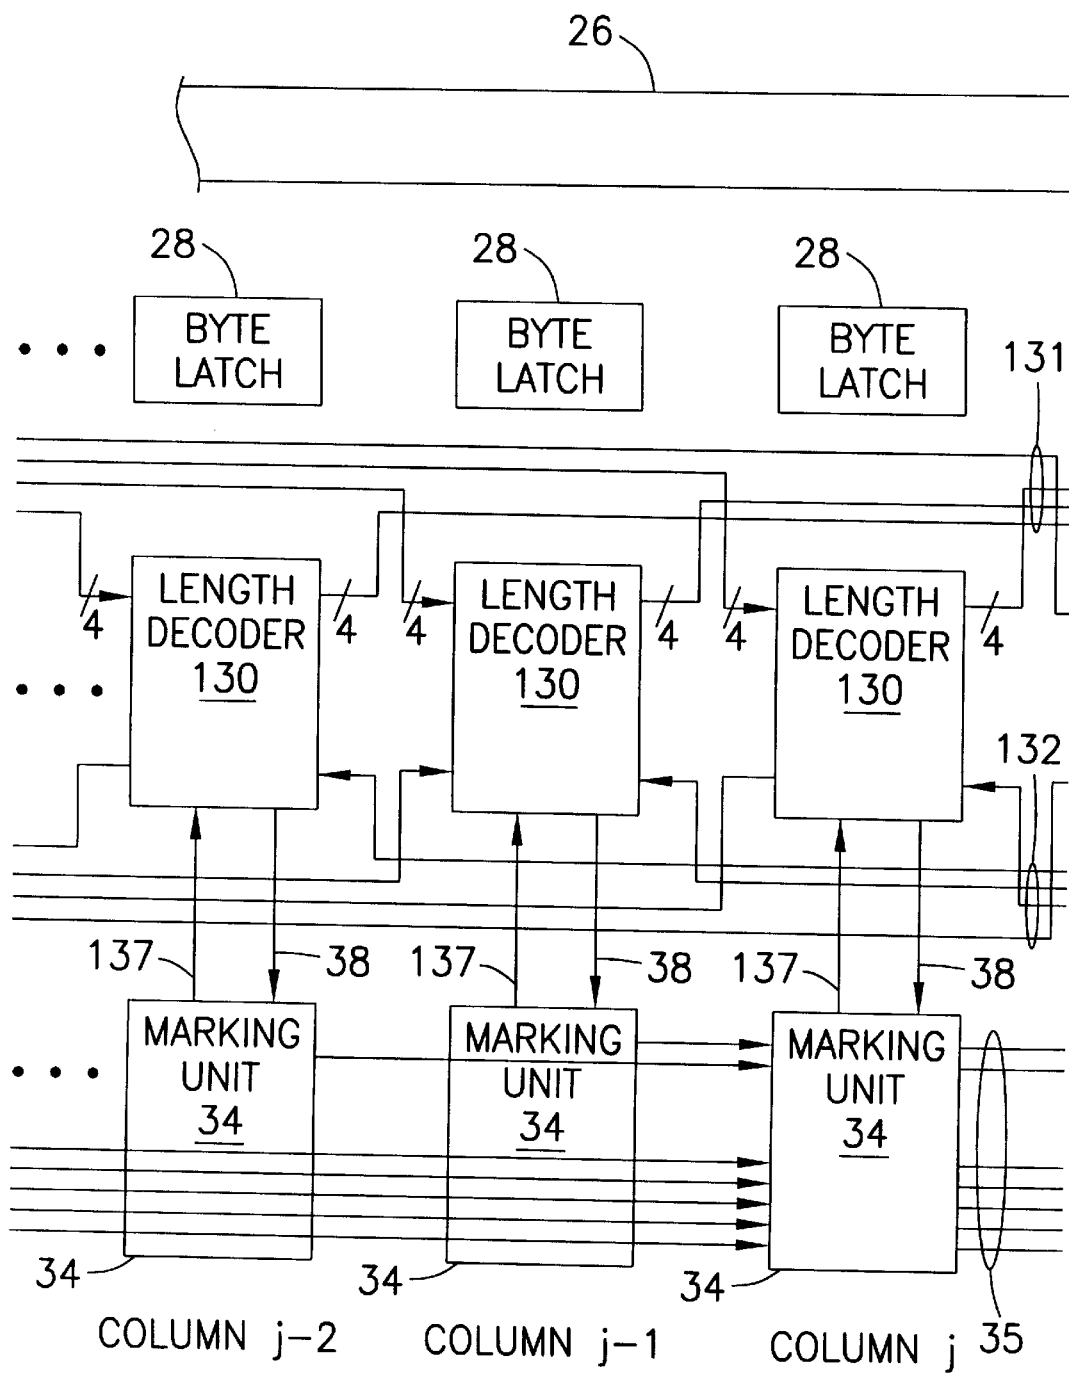 26
28 28 28
BYTE LATCH BYTE LATCH BYTE LATCH
131
4 4 4 4 4 4
LENGTH DECODER 130 LENGTH DECODER 130 LENGTH DECODER 130
132
137 38 137 38 137 38
MARKING UNIT 34 MARKING UNIT 34 MARKING UNIT 34
34 34 34 35
COLUMN j-2 COLUMN j-1 COLUMN j